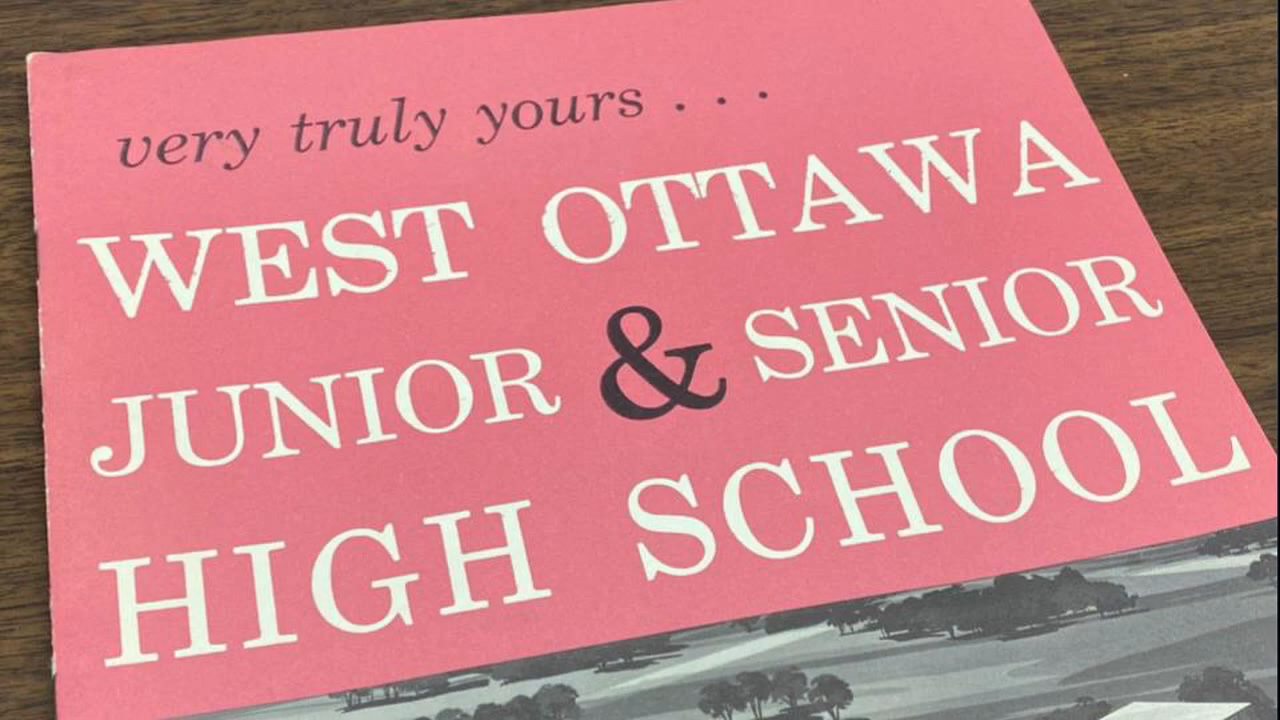 very truly yours . . .
WEST OTTAWA
JUNIOR & SENIOR
HIGH SCHOOL